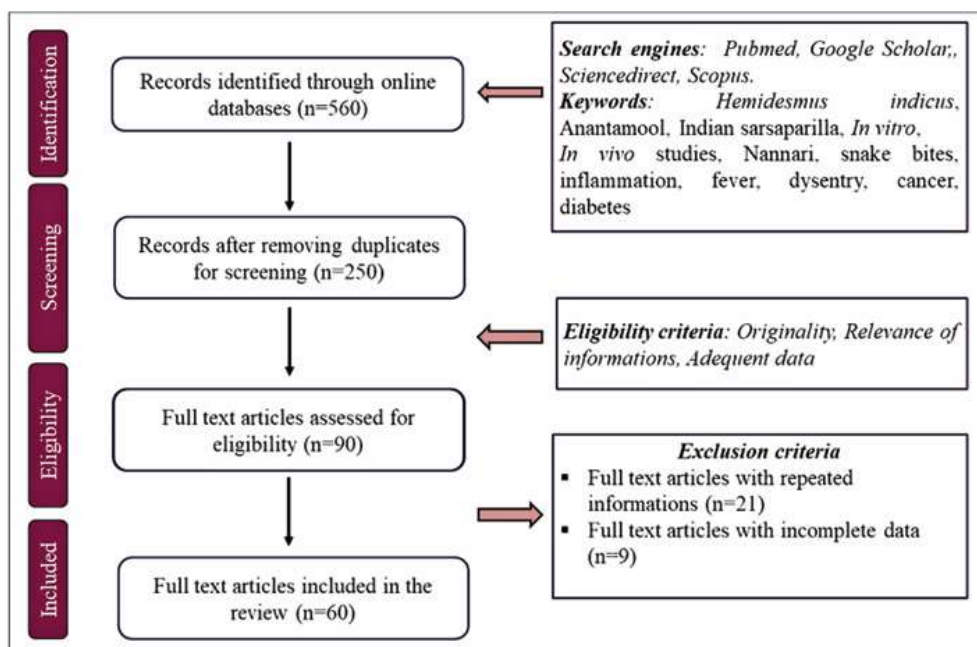 Identification
Records identified through online
databases (n=560)
Search engines: Pubmed, Google Scholar,,
Sciencedirect, Scopus.
Keywords: Hemidesmus indicus,
Anantamool, Indian sarsaparilla, In vitro,
In vivo studies, Nannari, snake bites,
inflammation, fever, dysentry, cancer,
diabetes
Screening
Records after removing duplicates
for screening (n=250)
Eligibility criteria: Originality, Relevance of
informations, Adequent data
Eligibility
Full text articles assessed for
eligibility (n=90)
Exclusion criteria
▪ Full text articles with repeated
informations (n=21)
▪ Full text articles with incomplete data
(n=9)
Included
Full text articles included in the
review (n=60)